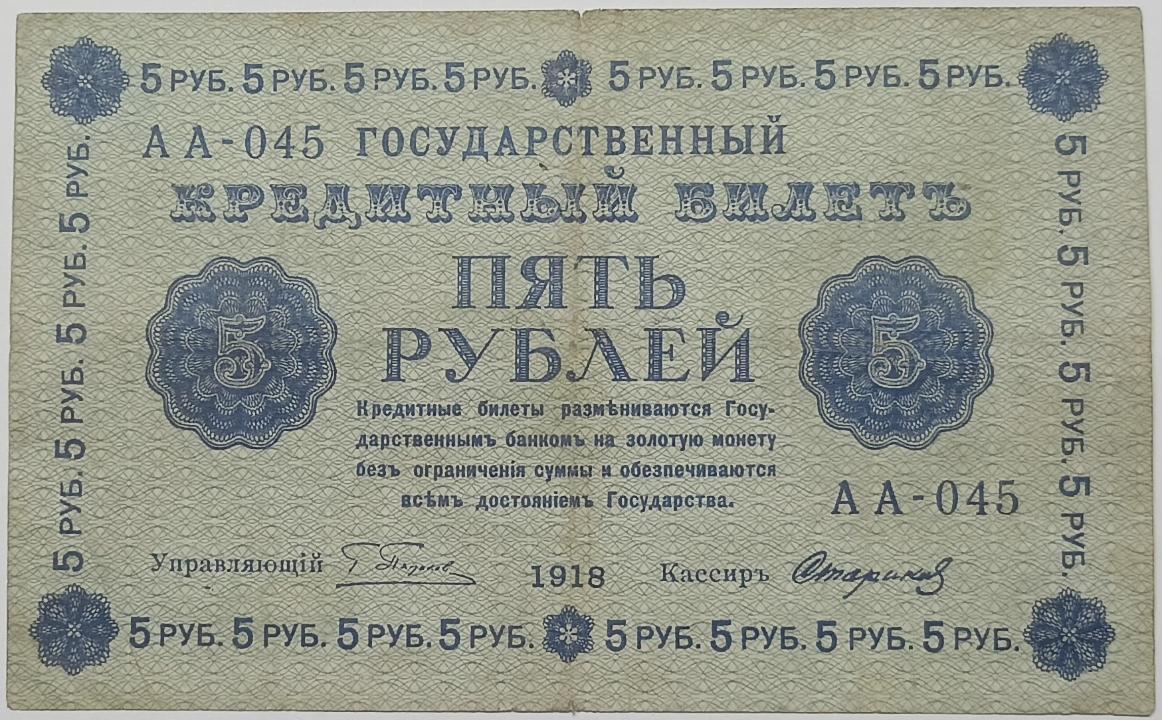 5 РУБ. 5 РУБ. 5 РУБ. 5 РУБ. 5 РУБ. 5 РУБ. 5 РУБ. 5 РУБ.
АА-045 ГОСУДАРСТВЕННЫЙ
КРЕДИТНЫЙ БИЛЕТЪ
5 РУБ. 5 РУБ. 5 РУБ. 5 РУБ.
5 РУБ. 5 РУБ. 5 РУБ. 5 РУБ.
ПЯТЬ
РУБЛЕЙ
5
5
Кредитные билеты размѣниваются Госу-
дарственнымъ банкомъ на золотую монету
безъ ограниченія суммы и обезпечиваются
всѣмъ достояніемъ Государства.
АА-045
Управляющій Г. Пятаков 1918 Кассиръ Стариков
5 РУБ. 5 РУБ. 5 РУБ. 5 РУБ. 5 РУБ. 5 РУБ. 5 РУБ. 5 РУБ.